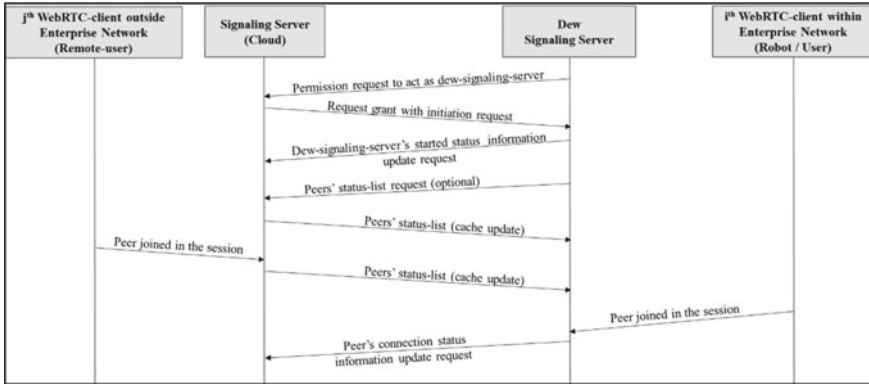 jth WebRTC-client outside
Enterprise Network
(Remote-user)
Signaling Server
(Cloud)
Dew
Signaling Server
ith WebRTC-client within
Enterprise Network
(Robot / User)
Permission request to act as dew-signaling-server
Request grant with initiation request
Dew-signaling-server's started status information
update request
Peers' status-list request (optional)
Peers' status-list (cache update)
Peer joined in the session
Peers' status-list (cache update)
Peer joined in the session
Peer's connection status
information update request